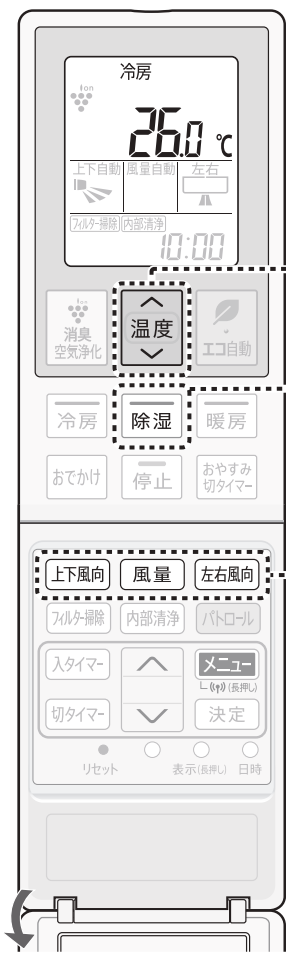 冷房
ion
26.0 ℃
上下自動 風量自動 左右
フィルター掃除 内部清浄
10:00
消臭
空気浄化
温度
エコ自動
冷房 除湿 暖房
おでかけ 停止 おやすみ
切タイマー
上下風向 風量 左右風向
フィルター掃除 内部清浄 パトロール
入タイマー メニュー
(長押し)
切タイマー 決定
リセット 表示(長押し) 日時